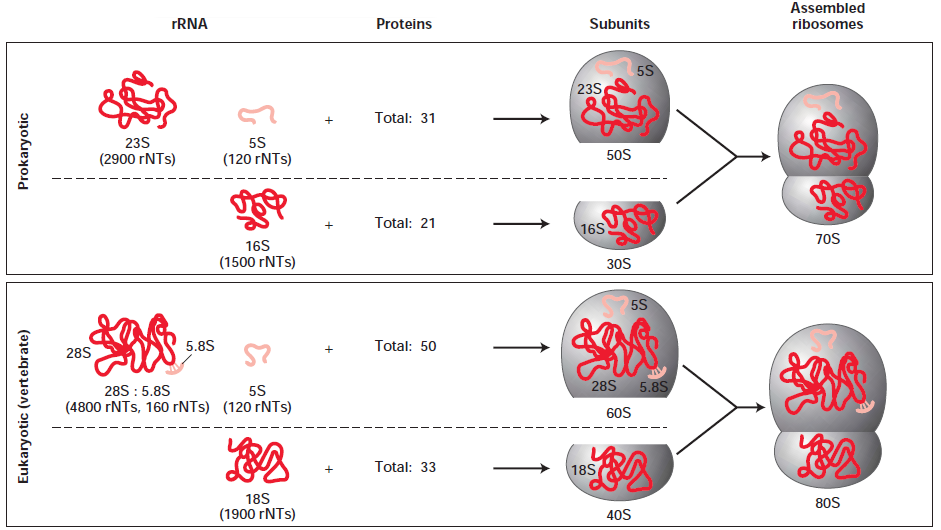 rRNA
Proteins
Subunits
Assembled
ribosomes
Prokaryotic
23S
(2900 rNTs)
5S
(120 rNTs)
+
Total: 31
23S
5S
50S
16S
(1500 rNTs)
+
Total: 21
16S
30S
70S
Eukaryotic (vertebrate)
28S
5.8S
28S : 5.8S
(4800 rNTs, 160 rNTs)
5S
(120 rNTs)
+
Total: 50
5S
28S
5.8S
60S
18S
(1900 rNTs)
+
Total: 33
18S
40S
80S